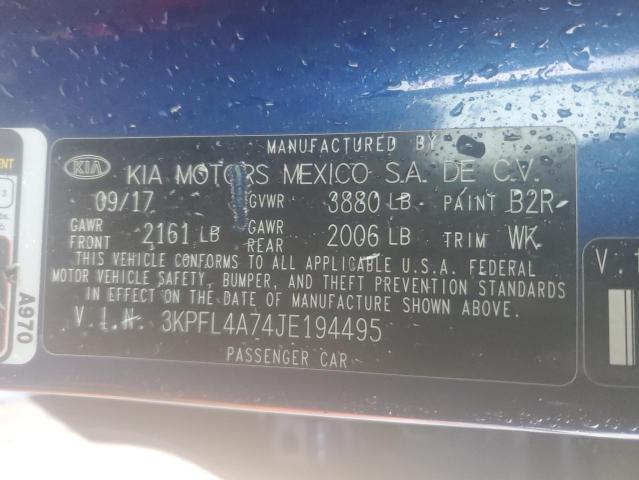 MANUFACTURED BY
KIA KIA MOTORS MEXICO S.A. DE C.V.
09/17 GVWR 3880 LB PAINT B2R
GAWR FRONT 2161 LB GAWR REAR 2006 LB TRIM WK
THIS VEHICLE CONFORMS TO ALL APPLICABLE U.S.A. FEDERAL
MOTOR VEHICLE SAFETY, BUMPER, AND THEFT PREVENTION STANDARDS
IN EFFECT ON THE DATE OF MANUFACTURE SHOWN ABOVE.
V.I.N. 3KPFL4A74JE194495
PASSENGER CAR
A970